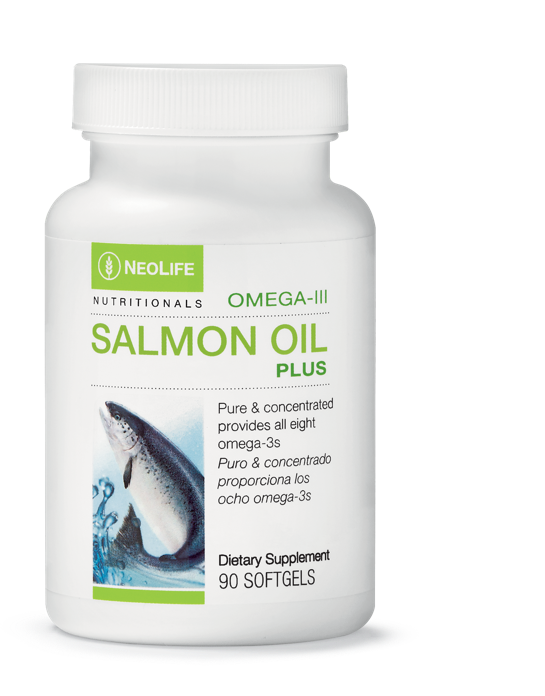 NEOLIFE
NUTRITIONALS
OMEGA-III
SALMON OIL
PLUS
Pure & concentrated
provides all eight
omega-3s
Puro & concentrado
proporciona los
ocho omega-3s
Dietary Supplement
90 SOFTGELS